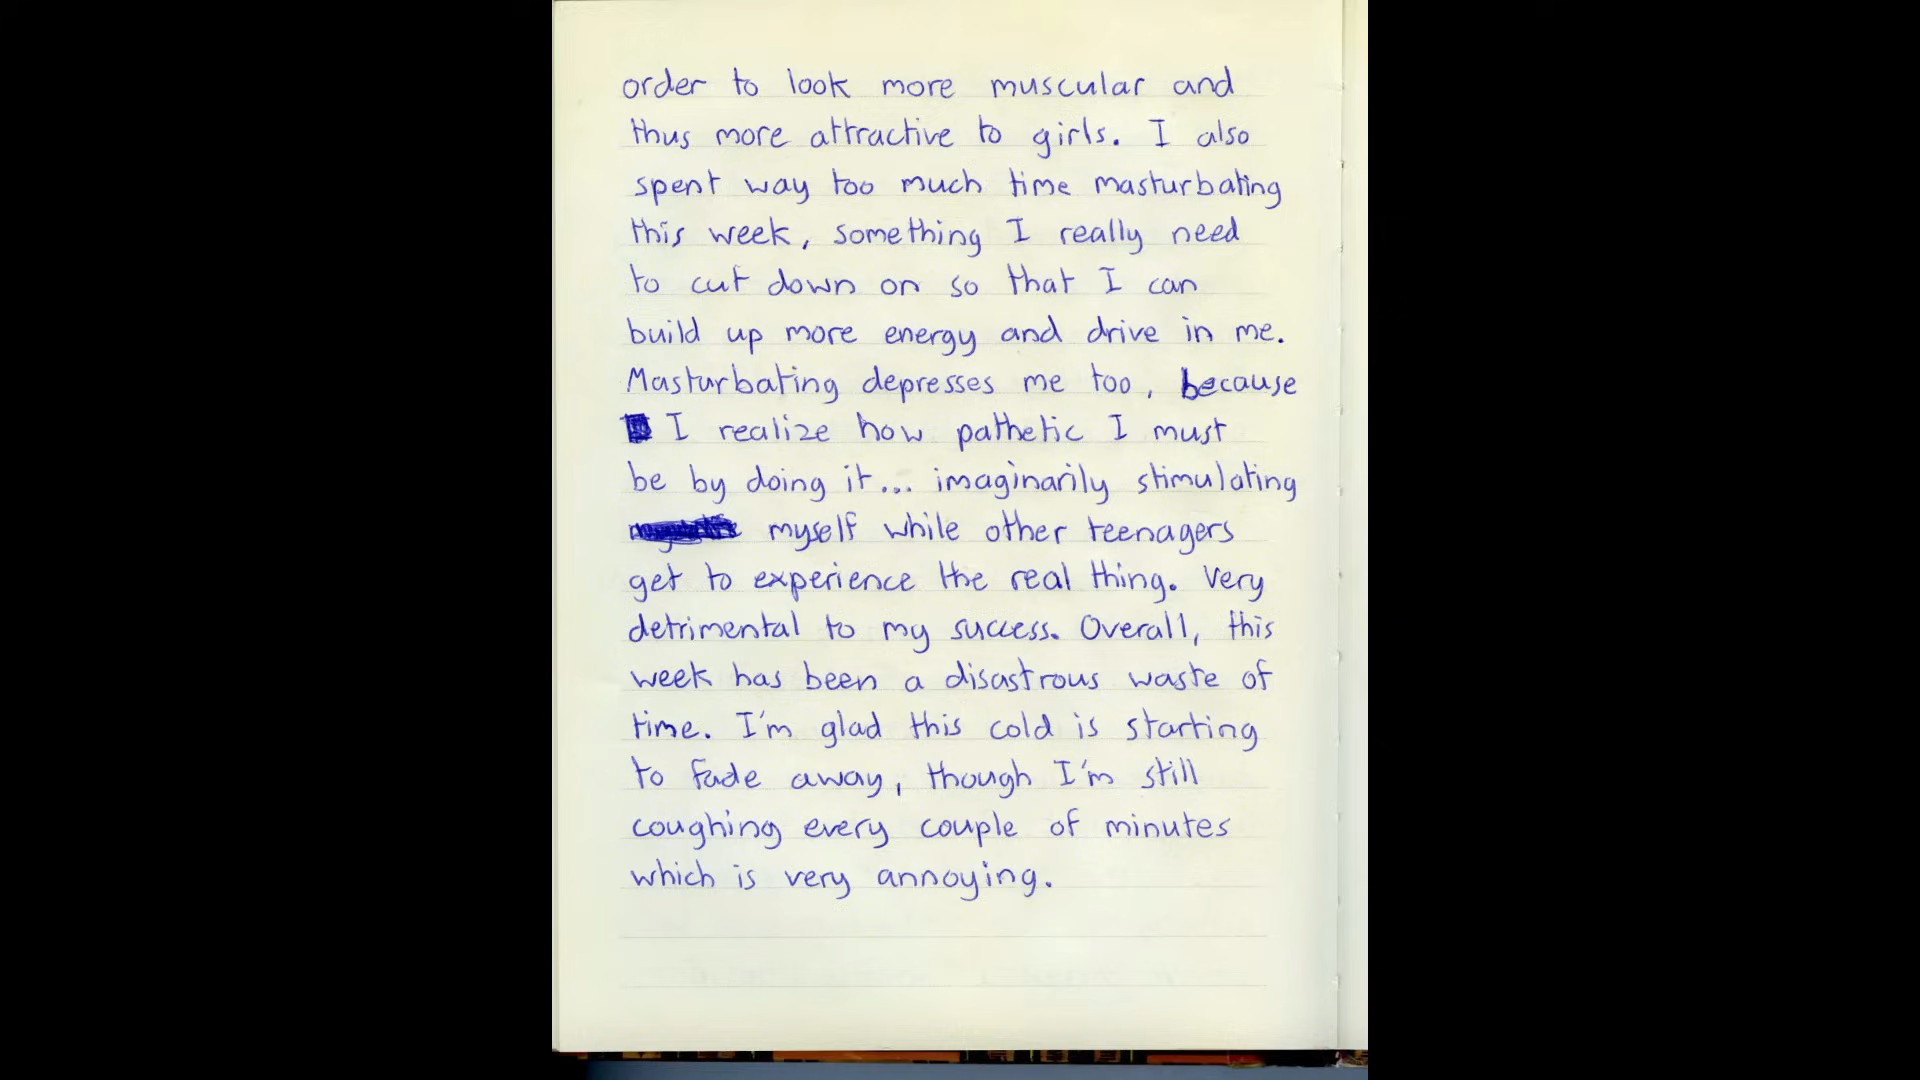 order to look more muscular and
thus more attractive to girls. I also
spent way too much time masturbating
this week, something I really need
to cut down on so that I can
build up more energy and drive in me.
Masturbating depresses me too, because
I realize how pathetic I must
be by doing it... imaginarily stimulating
myself while other teenagers
get to experience the real thing. Very
detrimental to my success. Overall, this
week has been a disastrous waste of
time. I'm glad this cold is starting
to fade away, though I'm still
coughing every couple of minutes
which is very annoying.